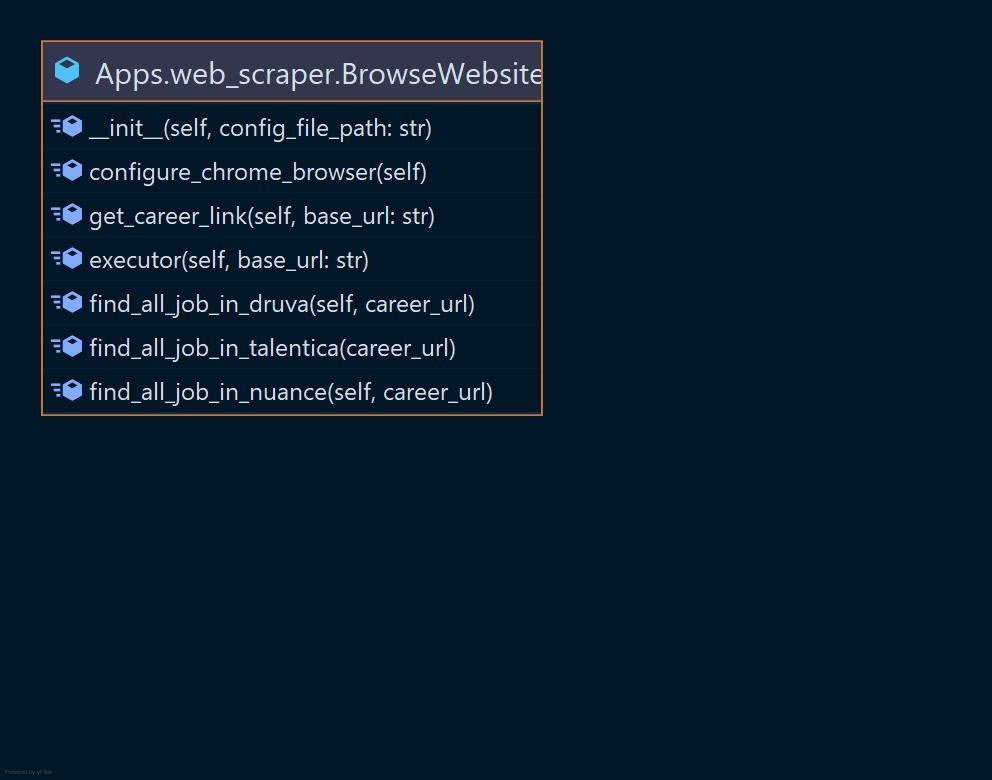 Apps.web_scraper.BrowseWebsite
__init__(self, config_file_path: str)
configure_chrome_browser(self)
get_career_link(self, base_url: str)
executor(self, base_url: str)
find_all_job_in_druva(self, career_url)
find_all_job_in_talentica(career_url)
find_all_job_in_nuance(self, career_url)
Powered by yFiles